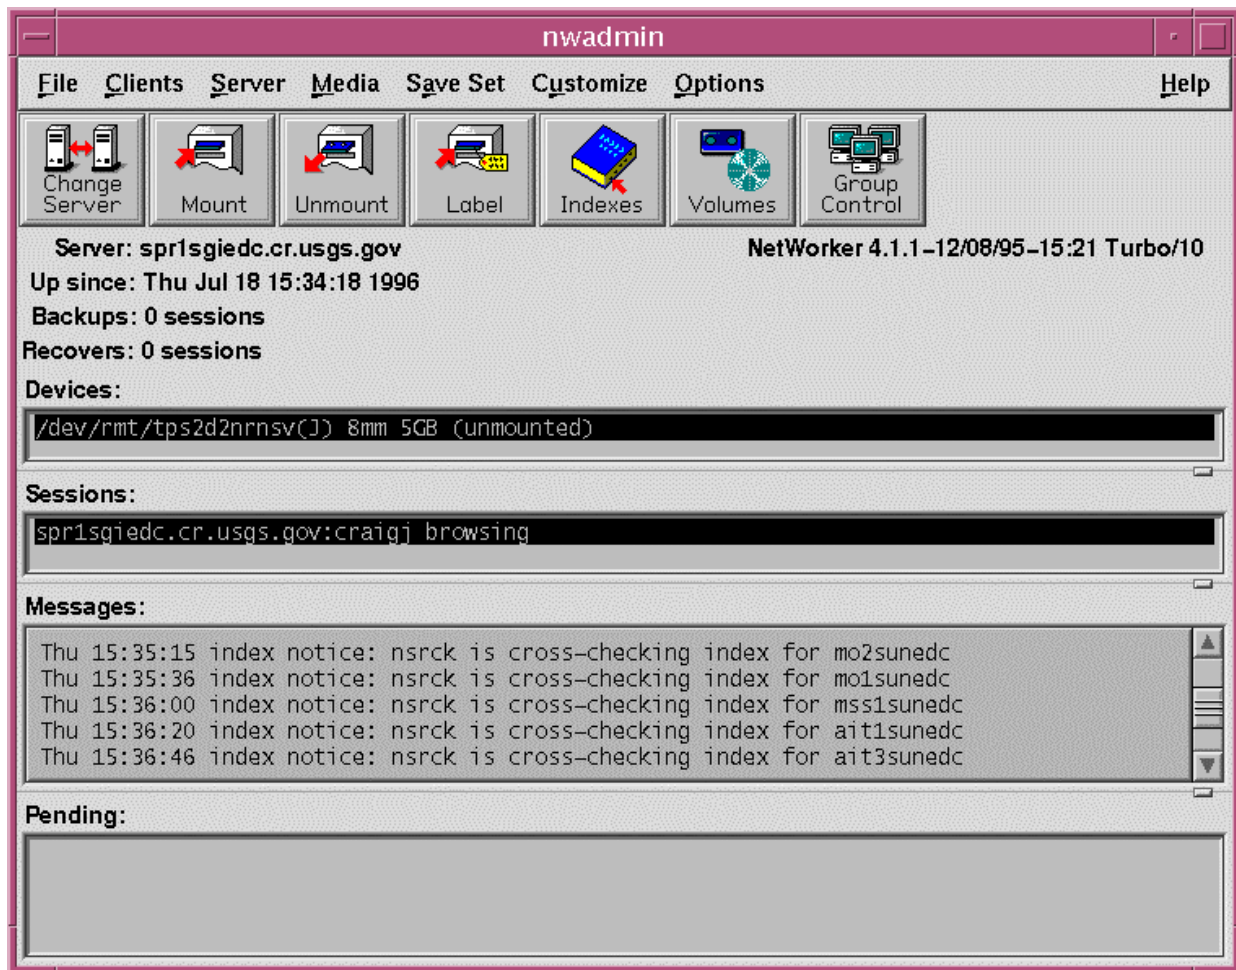 nwadmin
File Clients Server Media Save Set Customize Options Help
Change Server
Mount
Unmount
Label
Indexes
Volumes
Group Control
Server: spr1sgiedc.cr.usgs.gov
NetWorker 4.1.1-12/08/95-15:21 Turbo/10
Up since: Thu Jul 18 15:34:18 1996
Backups: 0 sessions
Recovers: 0 sessions
Devices:
/dev/rmt/tps2d2nrnsv(J) 8mm 5GB (unmounted)
Sessions:
spr1sgiedc.cr.usgs.gov:craigj browsing
Messages:
Thu 15:35:15 index notice: nsrck is cross-checking index for mo2sunedc
Thu 15:35:36 index notice: nsrck is cross-checking index for mo1sunedc
Thu 15:36:00 index notice: nsrck is cross-checking index for mss1sunedc
Thu 15:36:20 index notice: nsrck is cross-checking index for ait1sunedc
Thu 15:36:46 index notice: nsrck is cross-checking index for ait3sunedc
Pending: